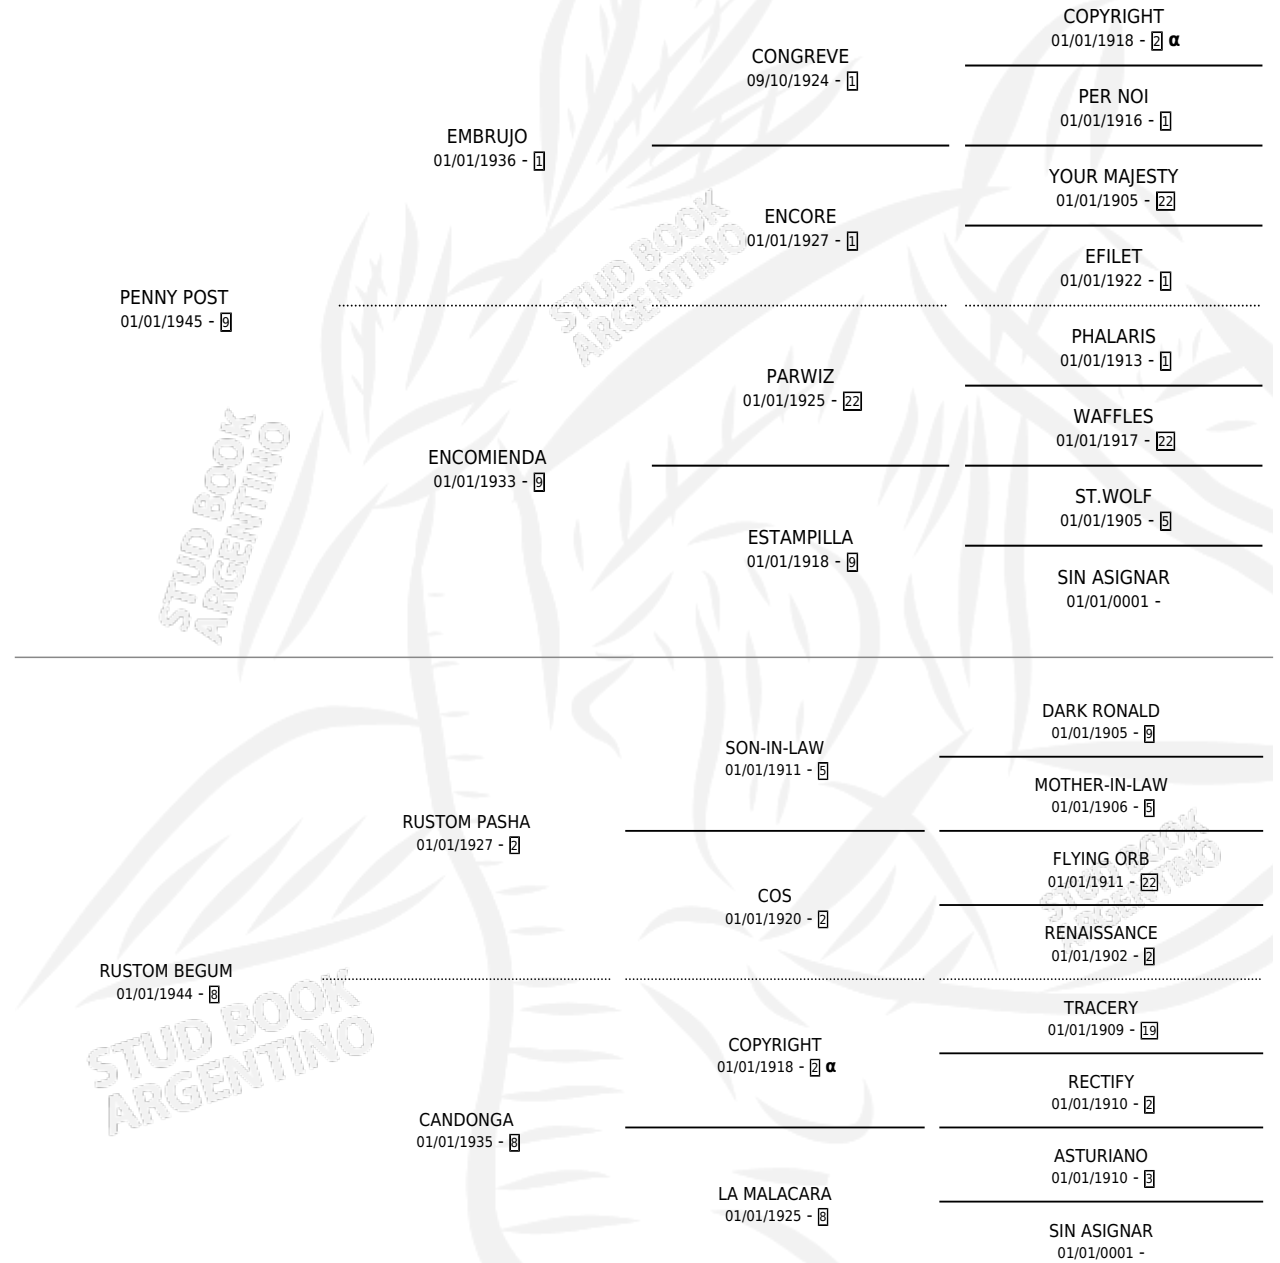 COPYRIGHT
01/01/1918 - 2 α
CONGREVE
09/10/1924 - 1
PER NOI
01/01/1916 - 1
EMBRUJO
01/01/1936 - 1
YOUR MAJESTY
01/01/1905 - 22
ENCORE
01/01/1927 - 1
EFILET
01/01/1922 - 1
PENNY POST
01/01/1945 - 9
PHALARIS
01/01/1913 - 1
PARWIZ
01/01/1925 - 22
WAFFLES
01/01/1917 - 22
ENCOMIENDA
01/01/1933 - 9
ST.WOLF
01/01/1905 - 5
ESTAMPILLA
01/01/1918 - 9
SIN ASIGNAR
01/01/0001 -
DARK RONALD
01/01/1905 - 9
SON-IN-LAW
01/01/1911 - 5
MOTHER-IN-LAW
01/01/1906 - 5
RUSTOM PASHA
01/01/1927 - 2
FLYING ORB
01/01/1911 - 22
COS
01/01/1920 - 2
RENAISSANCE
01/01/1902 - 2
RUSTOM BEGUM
01/01/1944 - 8
TRACERY
01/01/1909 - 19
COPYRIGHT
01/01/1918 - 2 α
RECTIFY
01/01/1910 - 2
CANDONGA
01/01/1935 - 8
ASTURIANO
01/01/1910 - 3
LA MALACARA
01/01/1925 - 8
SIN ASIGNAR
01/01/0001 -
STUD BOOK
ARGENTINO
STUD BOOK
ARGENTINO
STUD BOOK
ARGENTINO
STUD BOOK
ARGENTINO